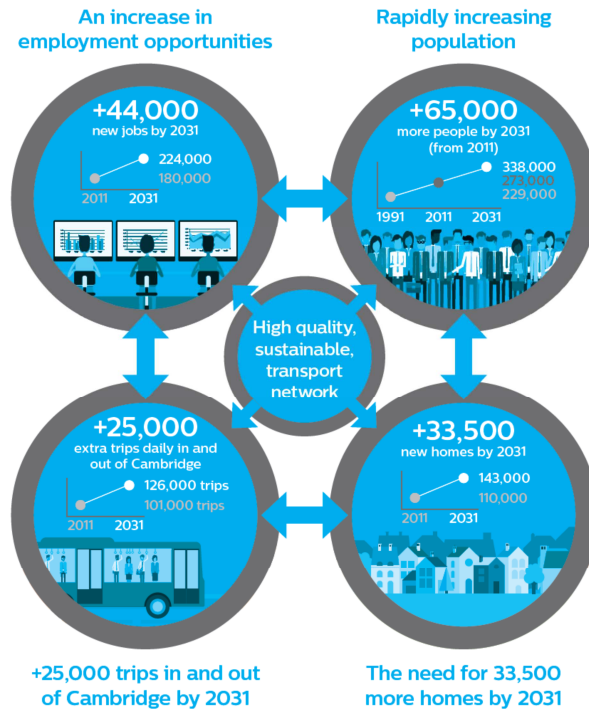 An increase in
employment opportunities
Rapidly increasing
population
+44,000
new jobs by 2031
224,000
180,000
2011 2031
+65,000
more people by 2031
(from 2011)
338,000
273,000
229,000
1991 2011 2031
High quality,
sustainable,
transport
network
+25,000
extra trips daily in and
out of Cambridge
126,000 trips
101,000 trips
2011 2031
+33,500
new homes by 2031
143,000
110,000
2011 2031
+25,000 trips in and out
of Cambridge by 2031
The need for 33,500
more homes by 2031